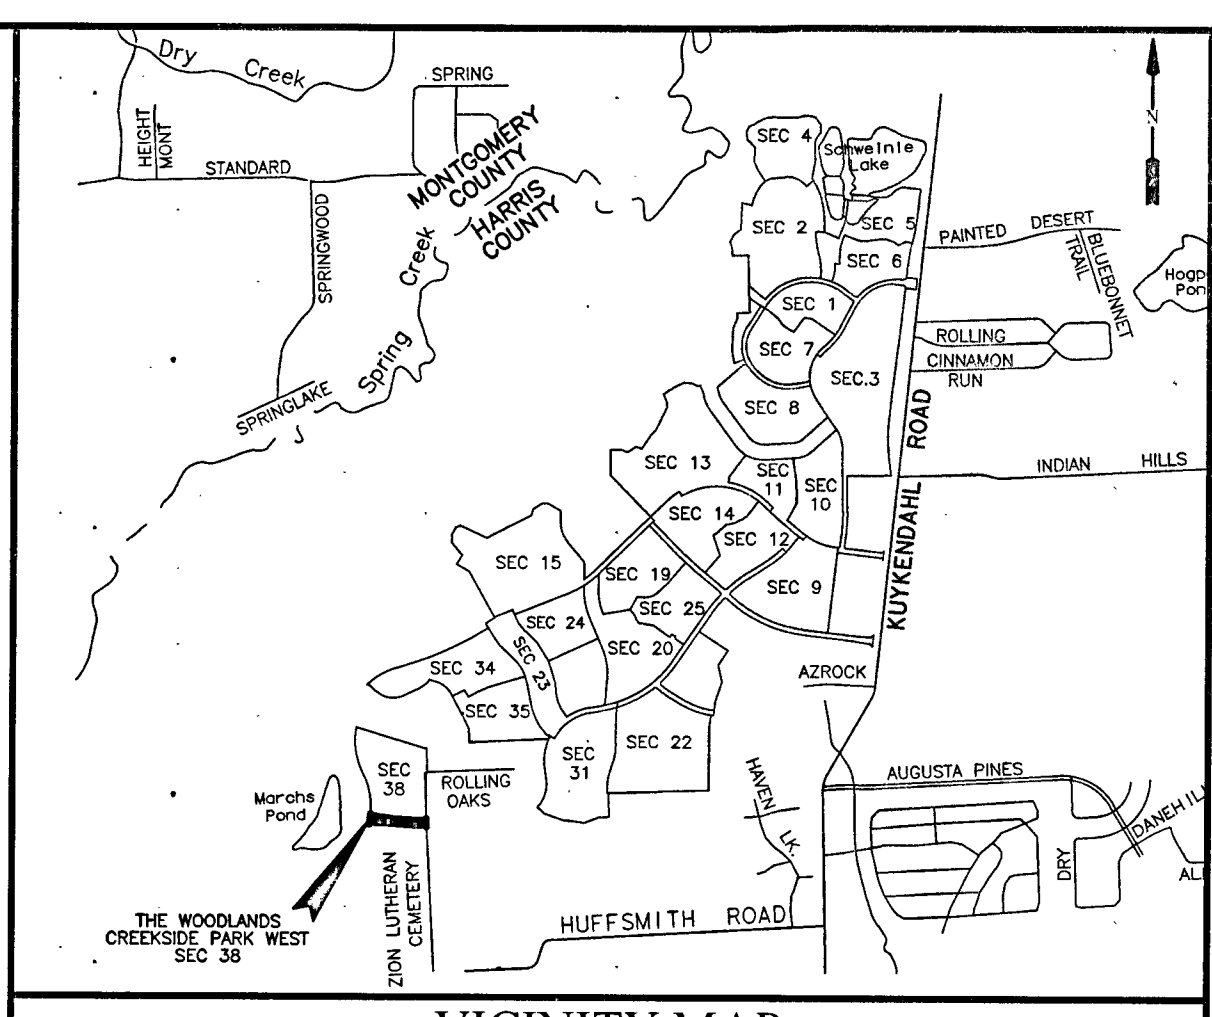 Dry
Creek
SPRING
HEIGHT
MONT
STANDARD
MONTGOMERY
COUNTY
HARRIS
COUNTY
SPRINGWOOD
Spring Creek
SPRINGLAKE
N
SEC 4
Schweinle
Lake
SEC 2
SEC 5
SEC 6
PAINTED DESERT
BLUEBONNET
TRAIL
SEC 1
SEC 7
SEC.3
ROLLING
CINNAMON
RUN
SEC 8
KUYKENDAHL ROAD
INDIAN HILLS
SEC 13
SEC
11
SEC
10
SEC 14
SEC 12
SEC 15
SEC 19
SEC 9
SEC 25
SEC 24
SEC 20
SEC 23
SEC 34
SEC 35
AZROCK
SEC 22
SEC
31
SEC
38
ROLLING
OAKS
Marchs
Pond
HAVEN
LK.
AUGUSTA PINES
DRY
ZION LUTHERAN
CEMETERY
HUFFSMITH ROAD
THE WOODLANDS
CREEKSIDE PARK WEST
SEC 38
VICINITY MAP